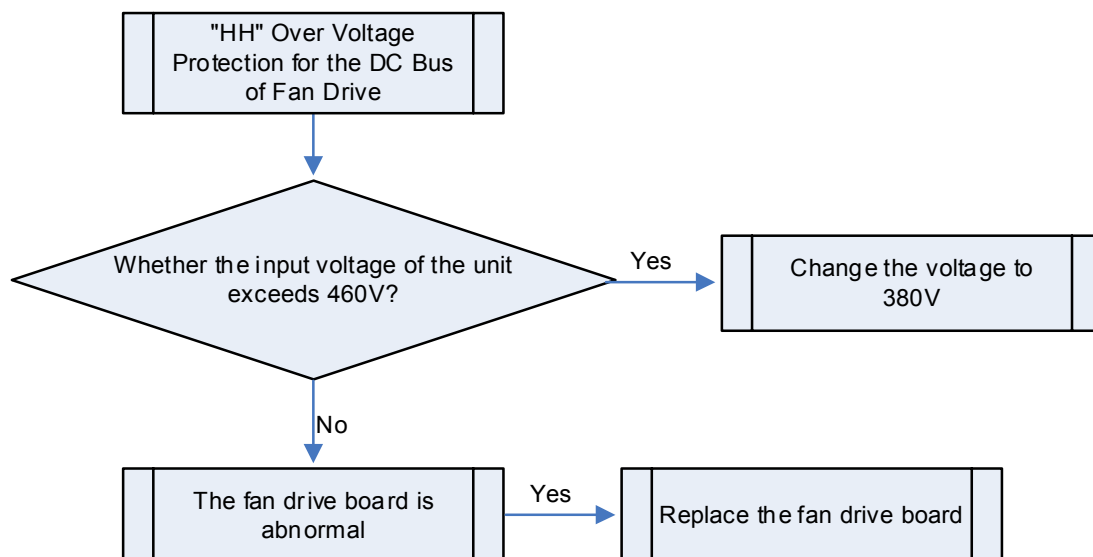 "HH" Over Voltage
Protection for the DC Bus
of Fan Drive
Whether the input voltage of the unit
exceeds 460V?
Yes
Change the voltage to
380V
No
The fan drive board is
abnormal
Yes
Replace the fan drive board